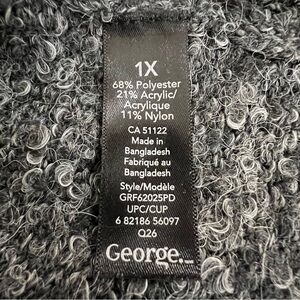 1X
68% Polyester
21% Acrylic/
Acrylique
11% Nylon
CA 51122
Made in
Bangladesh
Fabriqué au
Bangladesh
Style/Modèle
GRF62025PD
UPC/CUP
6 82186 56097
Q26
George.